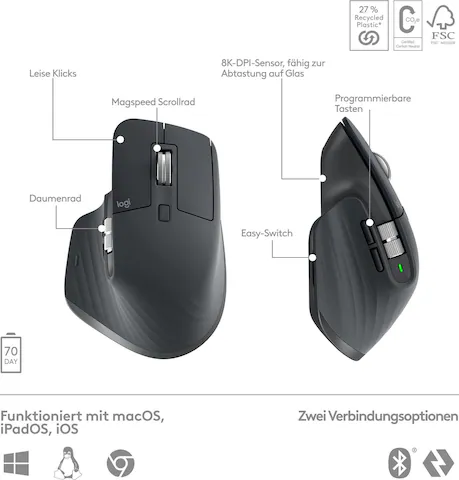 27 %
Recycled
Plastic*
FSC
8K-DPI-Sensor, fähig zur
Abtastung auf Glas
Leise Klicks
Magspeed Scrollrad
Programmierbare
Tasten
logi
Daumenrad
Easy-Switch
70
DAY
Funktioniert mit macOS,
iPadOS, iOS
Zwei Verbindungsoptionen